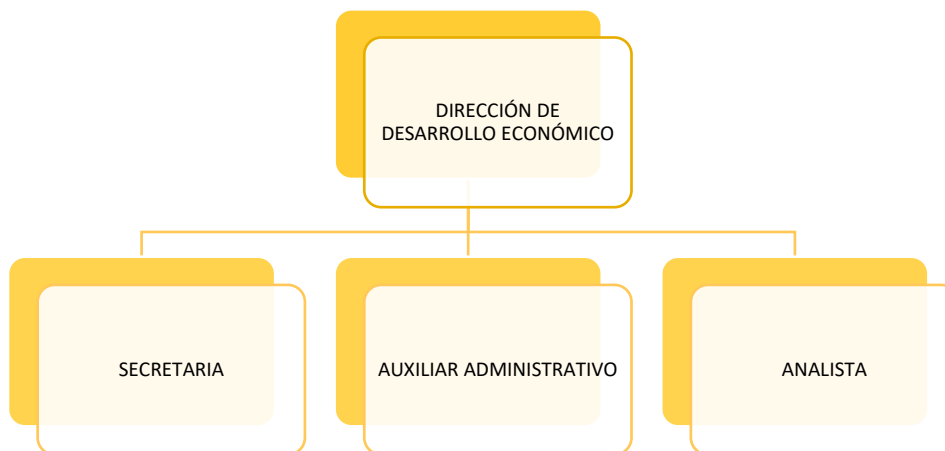 DIRECCIÓN DE
DESARROLLO ECONÓMICO
SECRETARIA
AUXILIAR ADMINISTRATIVO
ANALISTA